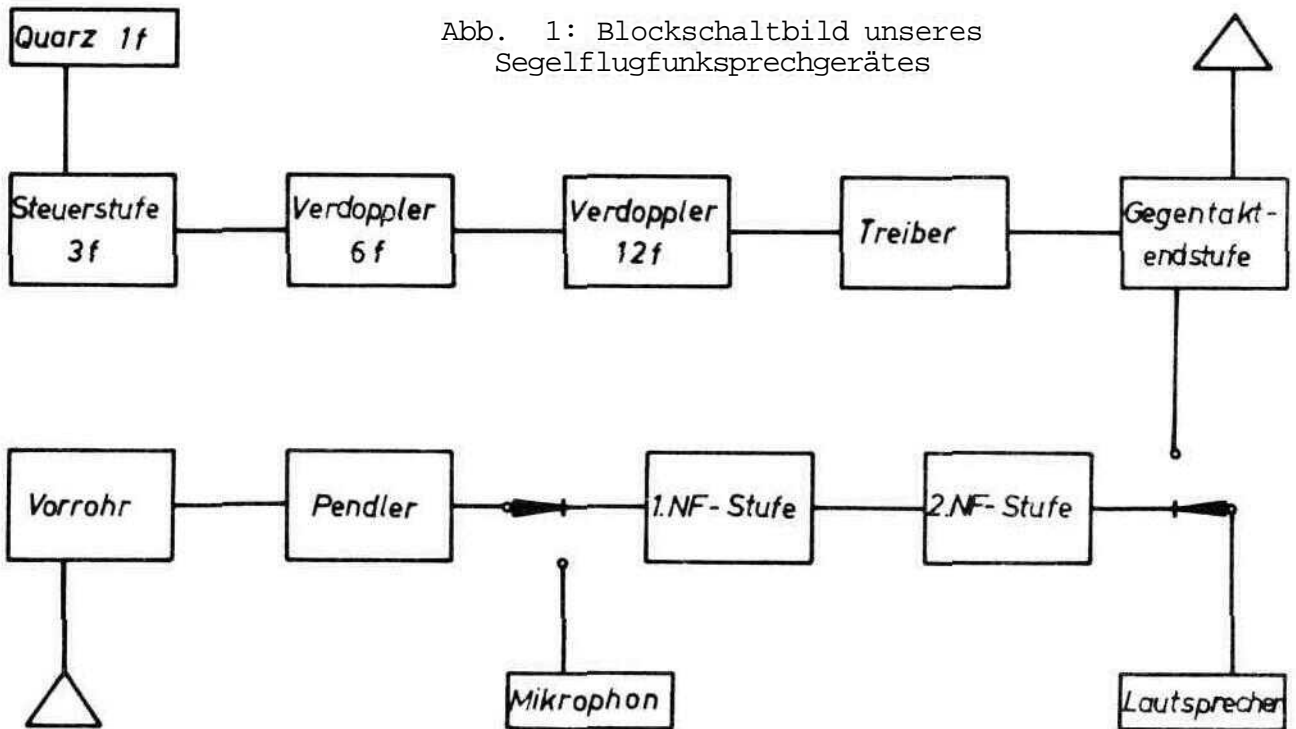 Quarz 1f
Abb. 1: Blockschaltbild unseres
Segelflugfunksprechgerätes
Steuerstufe
3f
Verdoppler
6f
Verdoppler
12f
Treiber
Gegentakt-
endstufe
Vorrohr
Pendler
1.NF-Stufe
2.NF-Stufe
Mikrophon
Lautsprecher